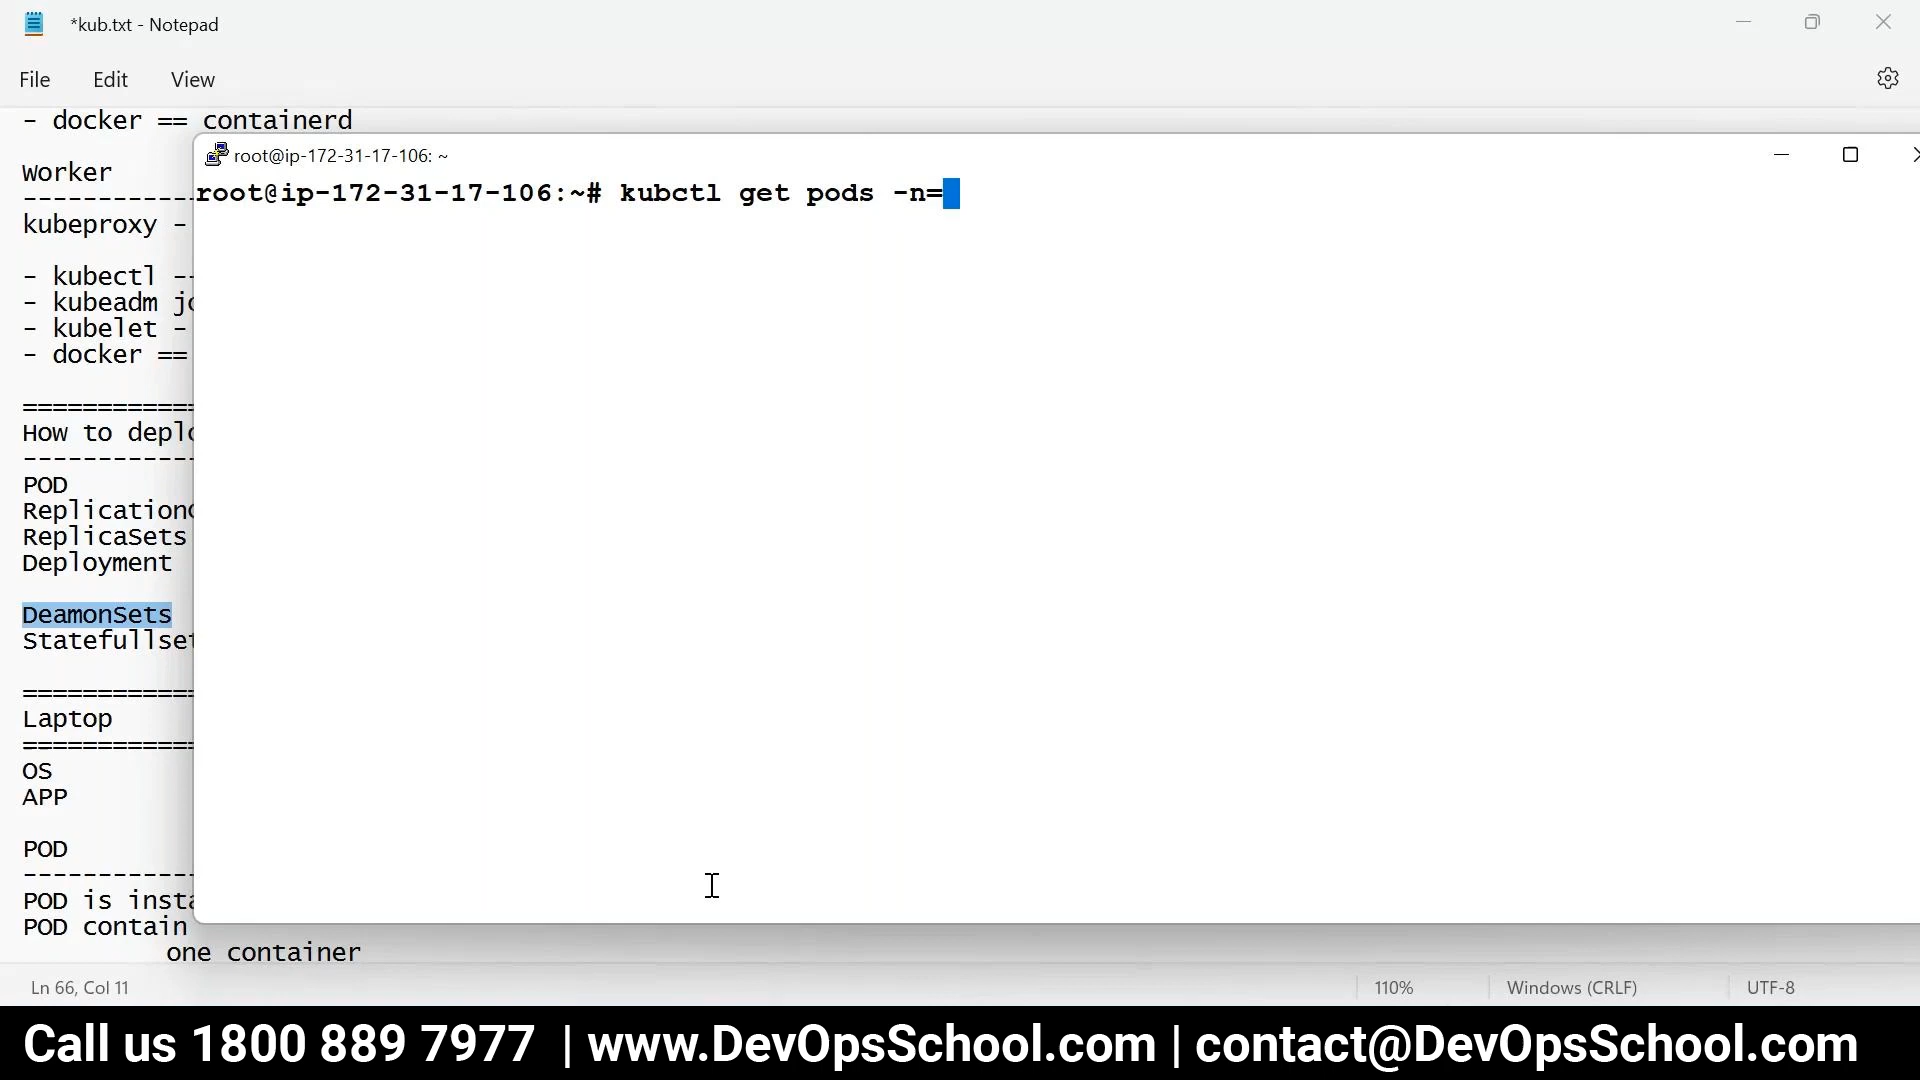 *kub.txt - Notepad
File Edit View
- docker == containerd
Worker
------------
kubeproxy -
- kubectl --
- kubeadm jo
- kubelet -
- docker ==
============
How to deplo
------------
POD
Replication
ReplicaSets
Deployment
DeamonSets
Statefullset
============
Laptop
============
OS
APP
POD
------------
POD is insta
POD contain
one container
root@ip-172-31-17-106: ~
root@ip-172-31-17-106:~# kubctl get pods -n=
Ln 66, Col 11 110% Windows (CRLF) UTF-8
Call us 1800 889 7977 | www.DevOpsSchool.com | contact@DevOpsSchool.com